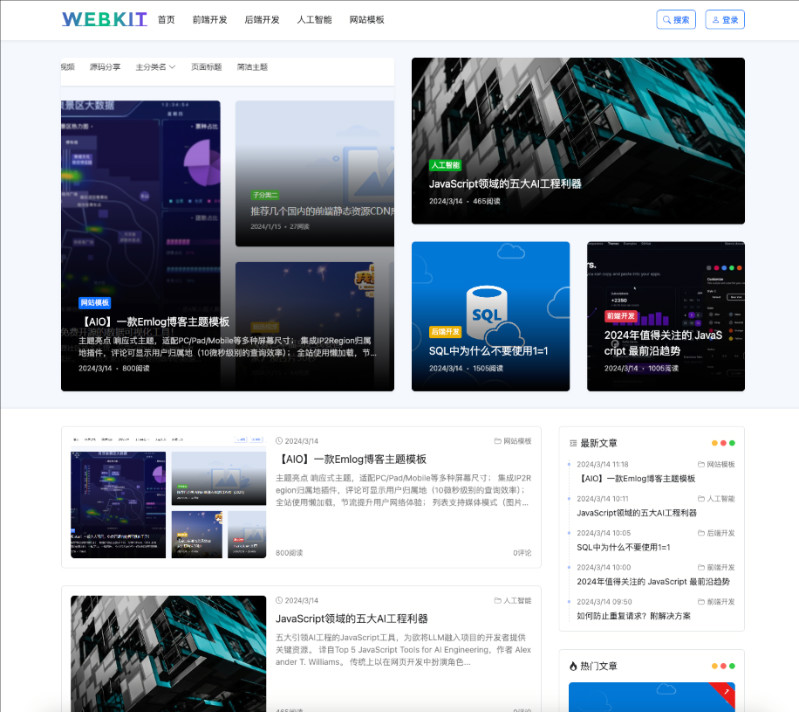 WEBKIT 首页 前端开发 后端开发 人工智能 网站模板 搜索 登录
源码分享 主分类名 页面标题 简洁主题
景区大数据
子分类二
推荐几个国内的前端静态资源CDN
2024/1/15 • 27阅读
网站模板
【AIO】一款Emlog博客主题模板
主题亮点 响应式主题，适配PC/Pad/Mobile等多种屏幕尺寸； 集成IP2Region归属
地插件，评论可显示用户归属地（10微秒级别的查询效率）； 全站使用懒加载，节...
2024/3/14 • 800阅读
人工智能
JavaScript领域的五大AI工程利器
2024/3/14 • 465阅读
SQL
后端开发
SQL中为什么不要使用1=1
2024/3/14 • 1505阅读
前端开发
2024年值得关注的 JavaS
cript 最前沿趋势
2024/3/14 • 1005阅读
2024/3/14 网站模板
【AIO】一款Emlog博客主题模板
主题亮点 响应式主题，适配PC/Pad/Mobile等多种屏幕尺寸； 集成IP2R
egion归属地插件，评论可显示用户归属地（10微秒级别的查询效率）；
全站使用懒加载，节流提升用户网络体验； 列表支持媒体模式（图片...
800阅读 0评论
2024/3/14 人工智能
JavaScript领域的五大AI工程利器
五大引领AI工程的JavaScript工具，为欲将LLM融入项目的开发者提供
关键资源。 译自Top 5 JavaScript Tools for AI Engineering，作者 Alex
ander T. Williams。 传统上以在网页开发中扮演角色...
465阅读 0评论
最新文章
2024/3/14 11:18 网站模板
【AIO】一款Emlog博客主题模板
2024/3/14 10:11 人工智能
JavaScript领域的五大AI工程利器
2024/3/14 10:05 后端开发
SQL中为什么不要使用1=1
2024/3/14 10:00 前端开发
2024年值得关注的 JavaScript 最前沿趋势
2024/3/14 09:50 前端开发
如何防止重复请求？附解决方案
热门文章
1